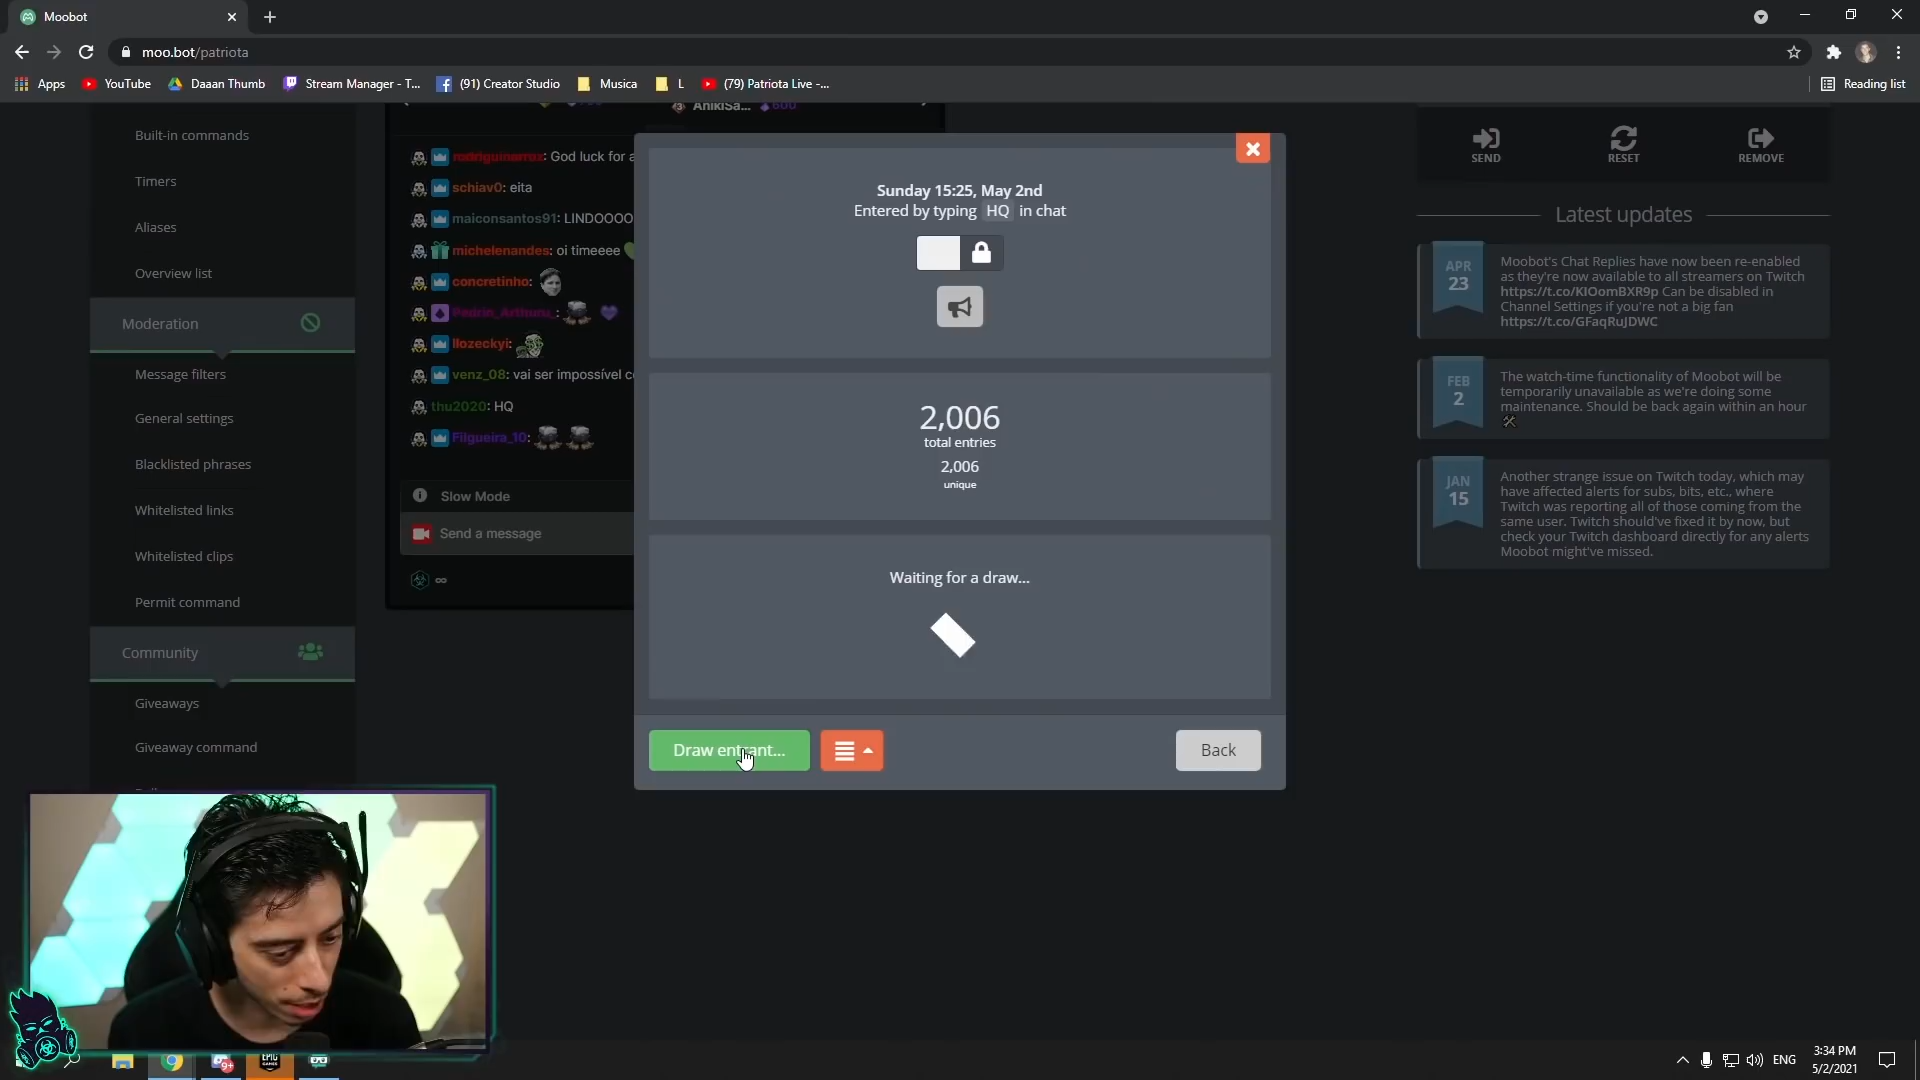 Moobot
moo.bot/patriota
Apps
YouTube
Daaan Thumb
Stream Manager - T...
(91) Creator Studio
Musica
L
(79) Patriota Live -...
Reading list
Built-in commands
Timers
Aliases
Overview list
Moderation
Message filters
General settings
Blacklisted phrases
Whitelisted links
Whitelisted clips
Permit command
Community
Giveaways
Giveaway command
AnikiSa... 600
rodriguinarrox: God luck for a
schiav0: eita
maiconsantos91: LINDOOOO
michelenandes: oi timeeee
concretinho:
Pedrin_Arthuru_:
llozeckyi:
venz_08: vai ser impossível c
thu2020: HQ
Filgueira_10:
Slow Mode
Send a message
∞
Sunday 15:25, May 2nd
Entered by typing HQ in chat
2,006
total entries
2,006
unique
Waiting for a draw...
Draw entrant...
Back
SEND
RESET
REMOVE
Latest updates
APR
23
Moobot's Chat Replies have now been re-enabled
as they're now available to all streamers on Twitch
https://t.co/KIOomBXR9p Can be disabled in
Channel Settings if you're not a big fan
https://t.co/GFaqRuJDWC
FEB
2
The watch-time functionality of Moobot will be
temporarily unavailable as we're doing some
maintenance. Should be back again within an hour
JAN
15
Another strange issue on Twitch today, which may
have affected alerts for subs, bits, etc., where
Twitch was reporting all of those coming from the
same user. Twitch should've fixed it by now, but
check your Twitch dashboard directly for any alerts
Moobot might've missed.
9+
EPIC
GAMES
ENG
3:34 PM
5/2/2021